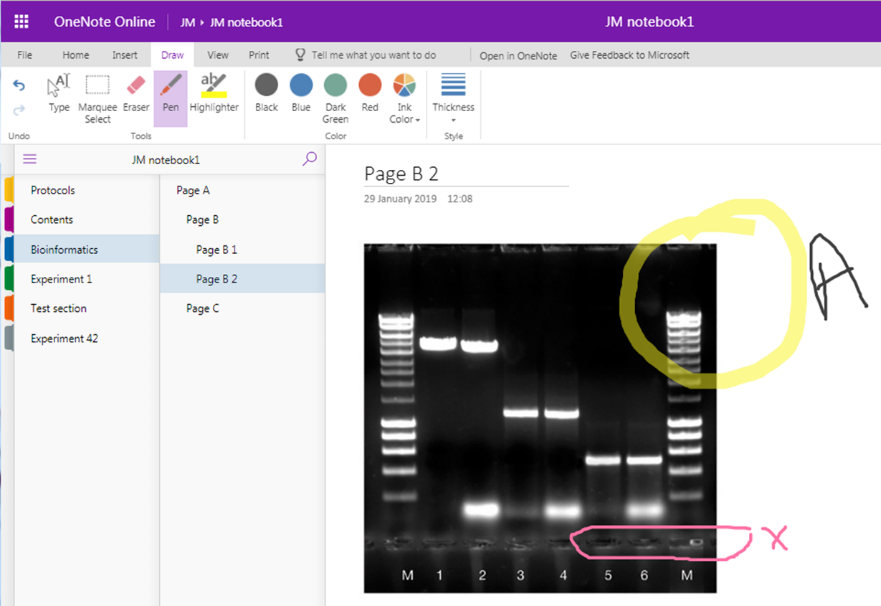 OneNote Online JM › JM notebook1 JM notebook1
File Home Insert Draw View Print Tell me what you want to do Open in OneNote Give Feedback to Microsoft
A
ab
Type Marquee Select Eraser Pen Highlighter Black Blue Dark Green Red Ink Color Thickness
Undo Tools Color Style
JM notebook1
Protocols
Contents
Bioinformatics
Experiment 1
Test section
Experiment 42
Page A
Page B
Page B 1
Page B 2
Page C
Page B 2
29 January 2019 12:08
A
X
M 1 2 3 4 5 6 M